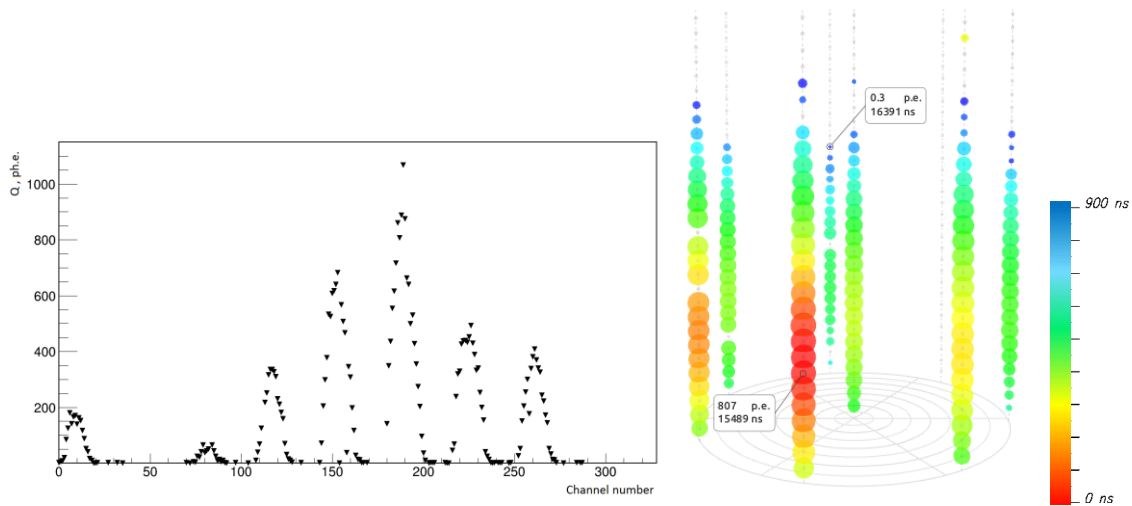 Q , ph.e.
1000
800
600
400
200
0
50
100
150
200
250
300
Channel number
0.3 p.e.
16391 ns
807 p.e.
15489 ns
900 ns
0 ns